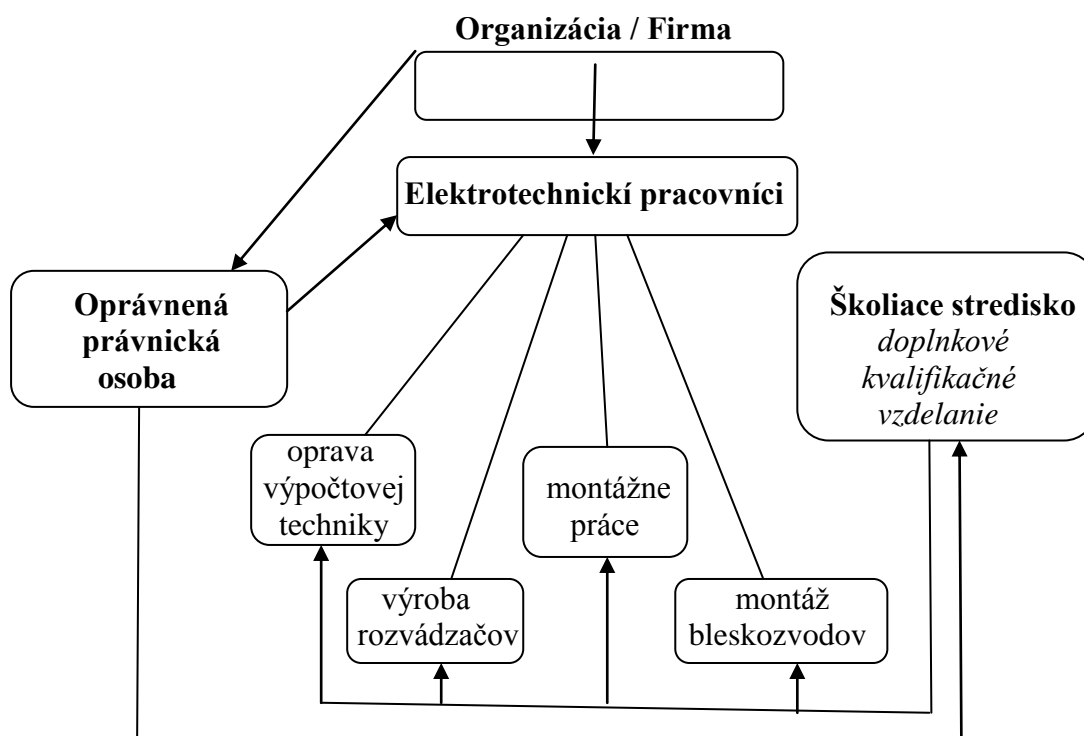 Organizácia / Firma
Elektrotechnickí pracovníci
Oprávnená
právnická
osoba
Školiace stredisko
doplnkové
kvalifikačné
vzdelanie
oprava
výpočtovej
techniky
montážne
práce
výroba
rozvádzačov
montáž
bleskozvodov